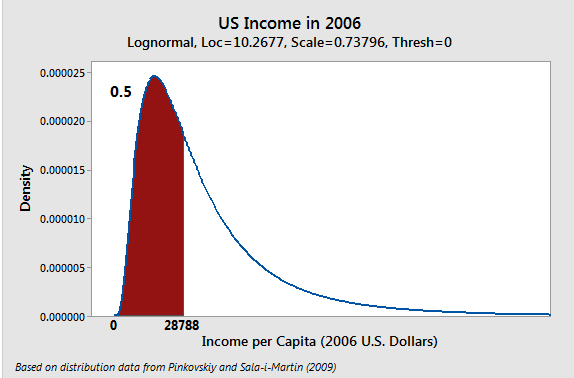 US Income in 2006
Lognormal, Loc=10.2677, Scale=0.73796, Thresh=0
0.000025
0.5
0.000020
0.000015
Density
0.000010
0.000005
0.000000
0 28788
Income per Capita (2006 U.S. Dollars)
Based on distribution data from Pinkovskiy and Sala-i-Martin (2009)